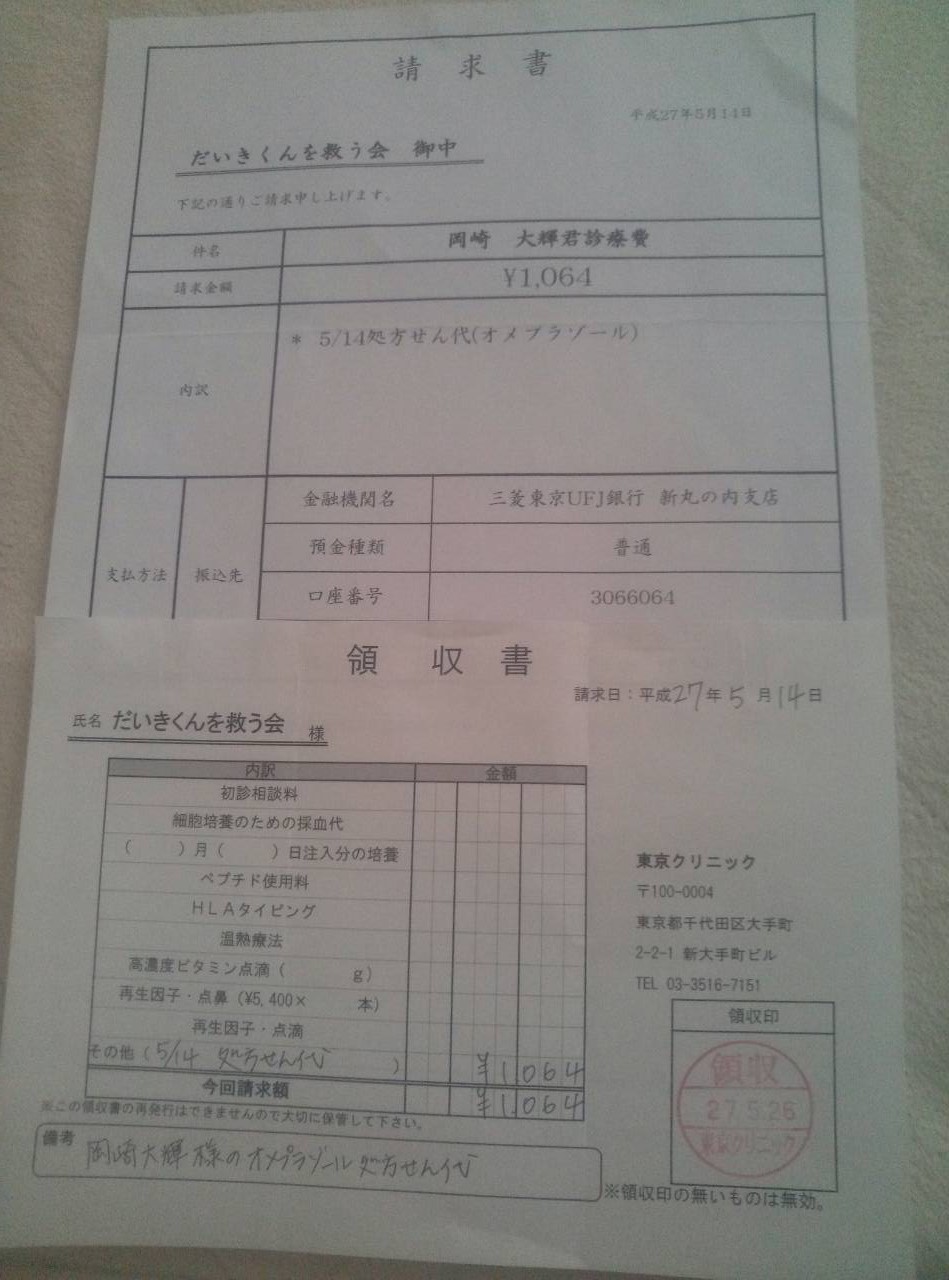 請求書
平成27年5月14日
だいきくんを救う会 御中
下記の通りご請求申し上げます。
件名 岡崎 大輝君診療費
請求金額 ¥1,064
内訳 * 5/14処方せん代(オメプラゾール)
支払方法 振込先
金融機関名 三菱東京UFJ銀行 新丸の内支店
預金種類 普通
口座番号 3066064
領収書
請求日:平成27年5月14日
氏名 だいきくんを救う会 様
内訳 金額
初診相談料
細胞培養のための採血代
( )月( )日注入分の培養
ペプチド使用料
HLAタイピング
温熱療法
高濃度ビタミン点滴( g)
再生因子・点鼻(¥5,400× 本)
再生因子・点滴
その他(5/14 処方せん代 ) ¥1,064
今回請求額 ¥1,064
※この領収書の再発行はできませんので大切に保管して下さい。
備考 岡崎大輝様のオメプラゾール処方せん代
東京クリニック
〒100-0004
東京都千代田区大手町
2-2-1 新大手町ビル
TEL 03-3516-7151
領収印
領収
27.5.26
東京クリニック
※領収印の無いものは無効。